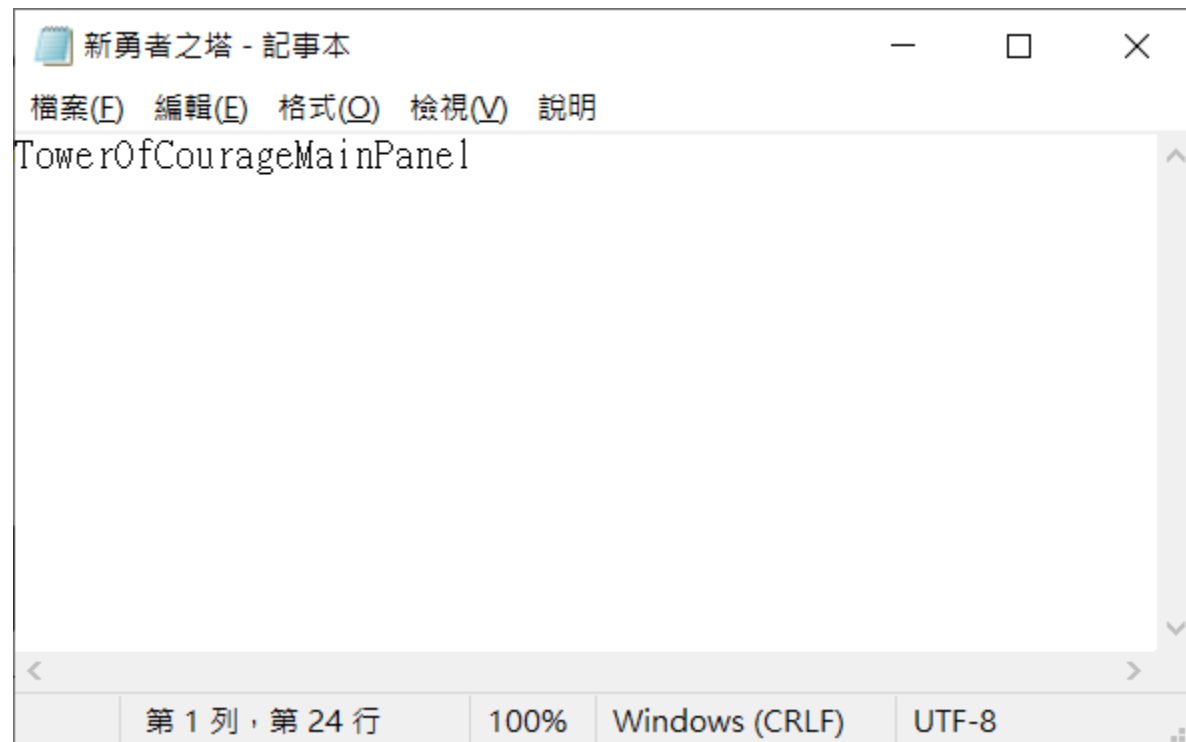 新勇者之塔 - 記事本
檔案(F) 編輯(E) 格式(O) 檢視(V) 說明
TowerOfCourageMainPanel
第 1 列，第 24 行 100% Windows (CRLF) UTF-8